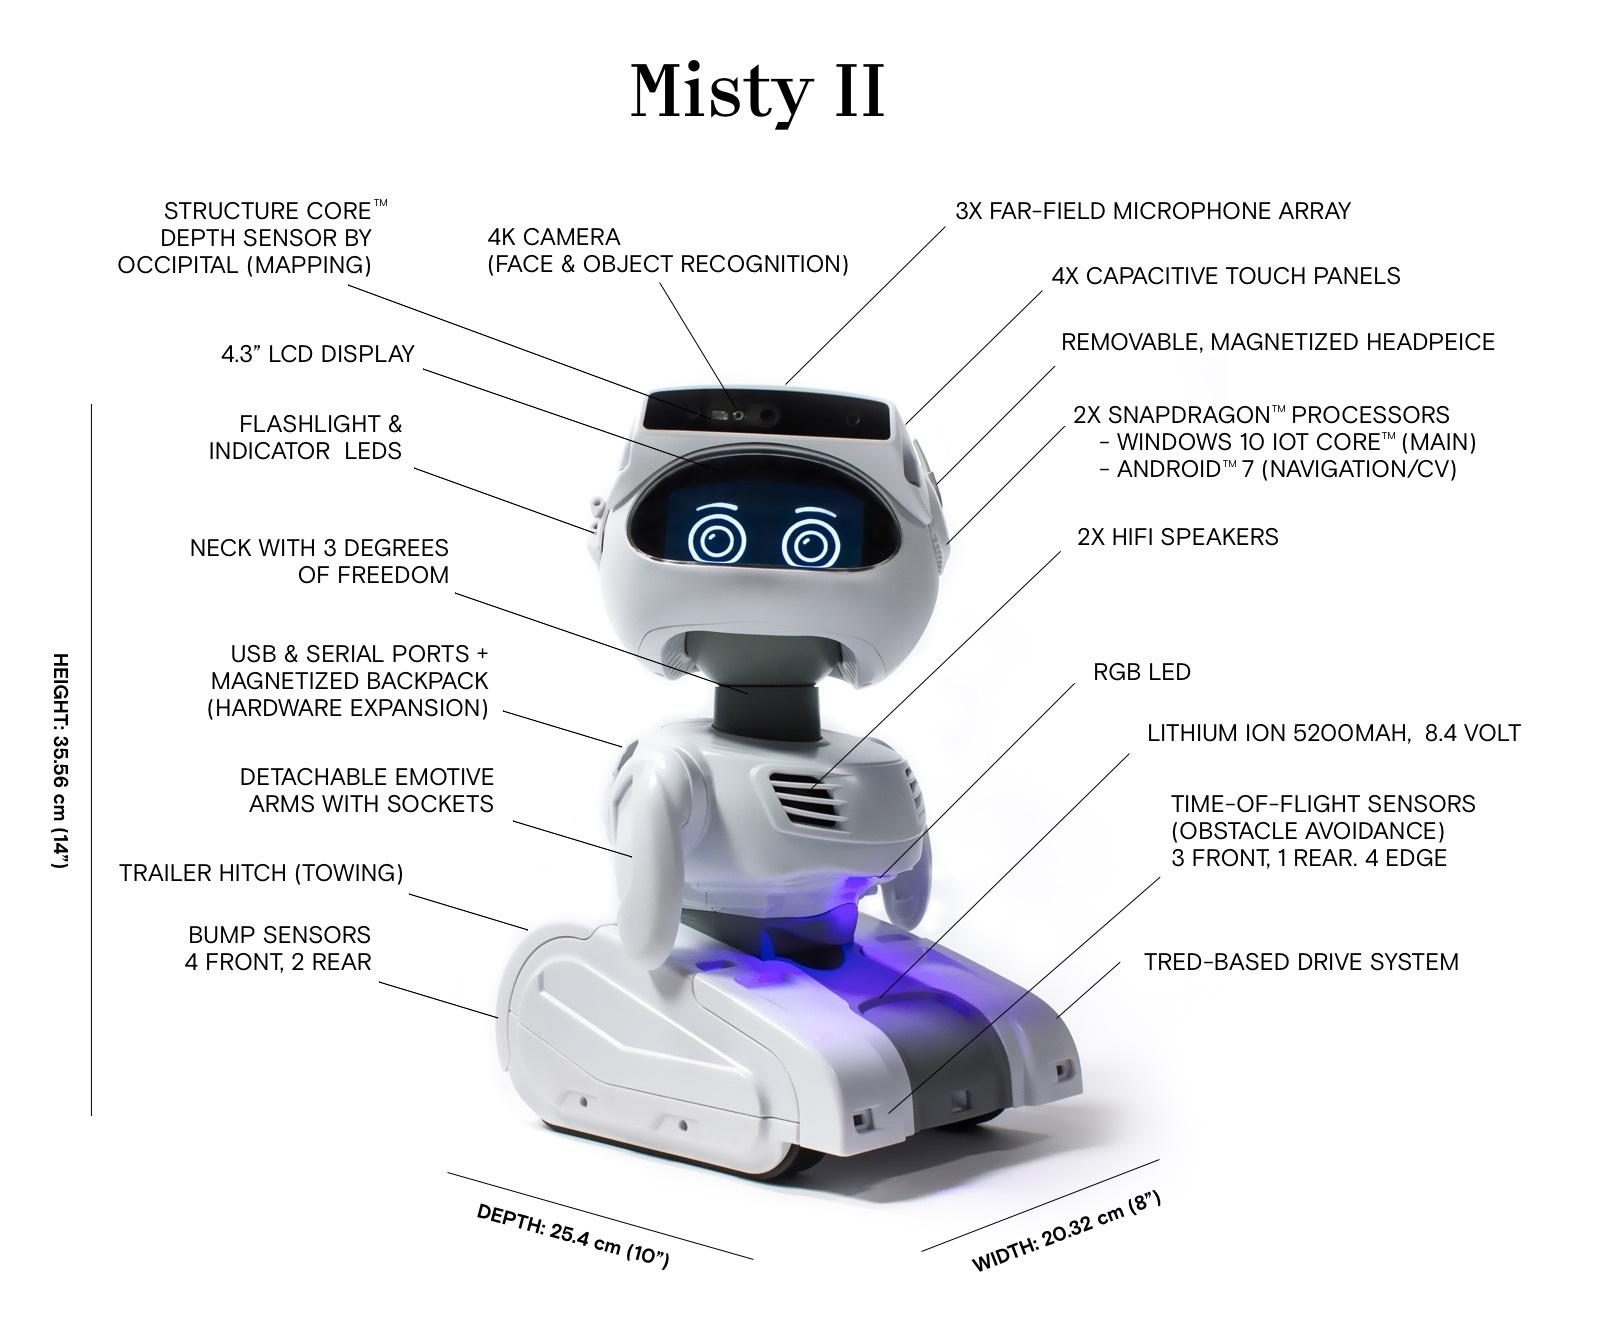 Misty II
STRUCTURE CORE™
DEPTH SENSOR BY
OCCIPITAL (MAPPING)
4K CAMERA
(FACE & OBJECT RECOGNITION)
3X FAR-FIELD MICROPHONE ARRAY
4X CAPACITIVE TOUCH PANELS
4.3” LCD DISPLAY
REMOVABLE, MAGNETIZED HEADPEICE
FLASHLIGHT &
INDICATOR LEDS
2X SNAPDRAGON™ PROCESSORS
- WINDOWS 10 IOT CORE™ (MAIN)
- ANDROID™ 7 (NAVIGATION/CV)
NECK WITH 3 DEGREES
OF FREEDOM
2X HIFI SPEAKERS
USB & SERIAL PORTS +
MAGNETIZED BACKPACK
(HARDWARE EXPANSION)
RGB LED
LITHIUM ION 5200MAH, 8.4 VOLT
DETACHABLE EMOTIVE
ARMS WITH SOCKETS
TIME-OF-FLIGHT SENSORS
(OBSTACLE AVOIDANCE)
3 FRONT, 1 REAR. 4 EDGE
TRAILER HITCH (TOWING)
BUMP SENSORS
4 FRONT, 2 REAR
TRED-BASED DRIVE SYSTEM
HEIGHT: 35.56 cm (14”)
DEPTH: 25.4 cm (10”)
WIDTH: 20.32 cm (8”)